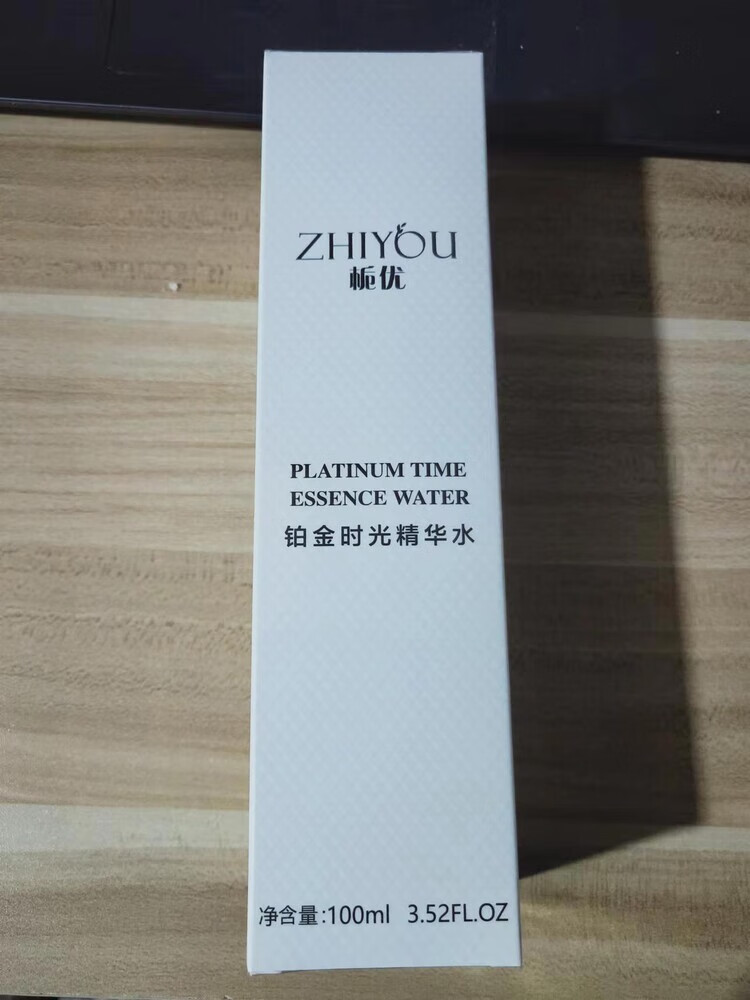 ZHIYOU
栀优
PLATINUM TIME
ESSENCE WATER
铂金时光精华水
净含量:100ml 3.52FL.OZ